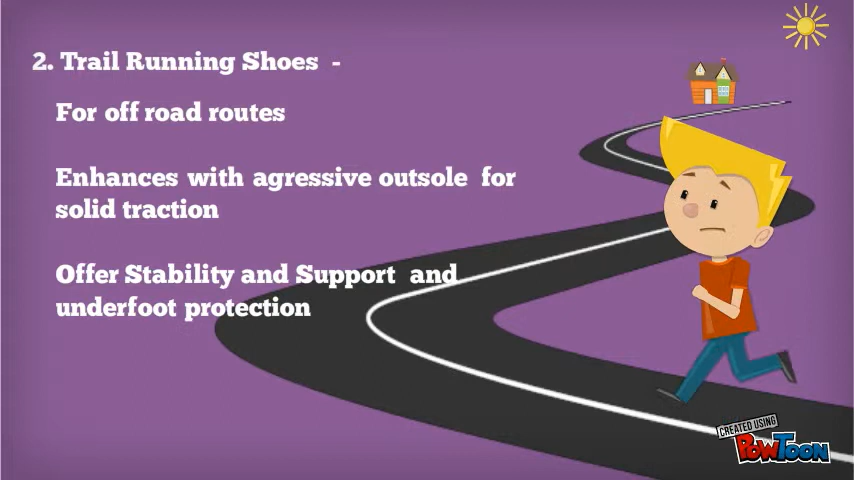 2. Trail Running Shoes -
For off road routes
Enhances with agressive outsole for
solid traction
Offer Stability and Support and
underfoot protection
CREATED USING
POWTOON